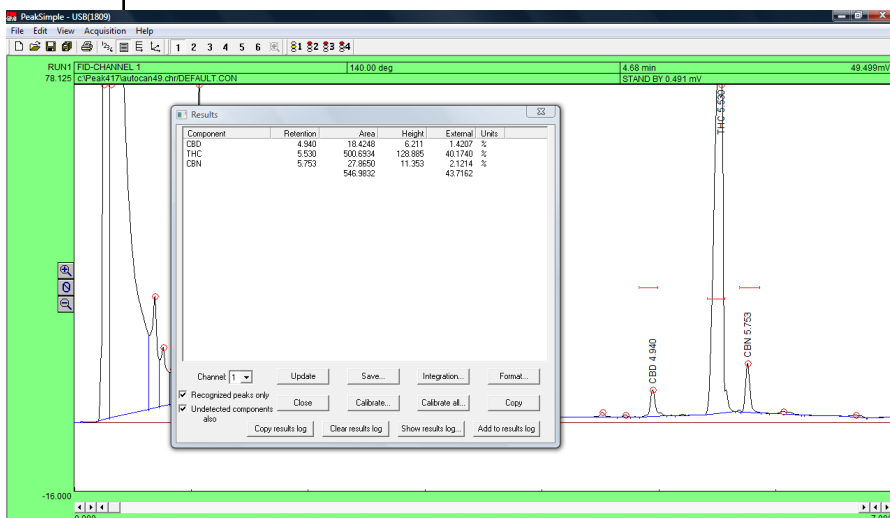 PeakSimple - USB(1809)
File Edit View Acquisition Help
1 2 3 4 5 6 81 82 83 84
RUN1 FID-CHANNEL 1 140.00 deg 4.68 min 49.499mV
78.125 c:\Peak417\autocan49.chr/DEFAULT.CON STAND BY 0.491 mV
Results
Component Retention Area Height External Units
CBD 4.940 18.4248 6.211 1.4207 %
THC 5.530 500.6934 128.885 40.1740 %
CBN 5.753 27.8650 11.353 2.1214 %
546.9832 43.7162
THC 5.530
CBD 4.940
CBN 5.753
Channel: 1 Update Save... Integration... Format...
Recognized peaks only
Undetected components also
Close Calibrate... Calibrate all... Copy
Copy results log Clear results log Show results log... Add to results log
-16.000